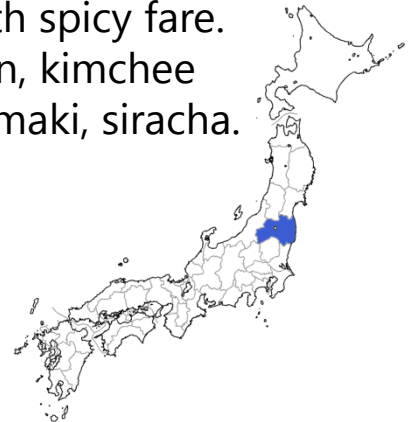 th spicy fare.
n, kimchee
maki, siracha.